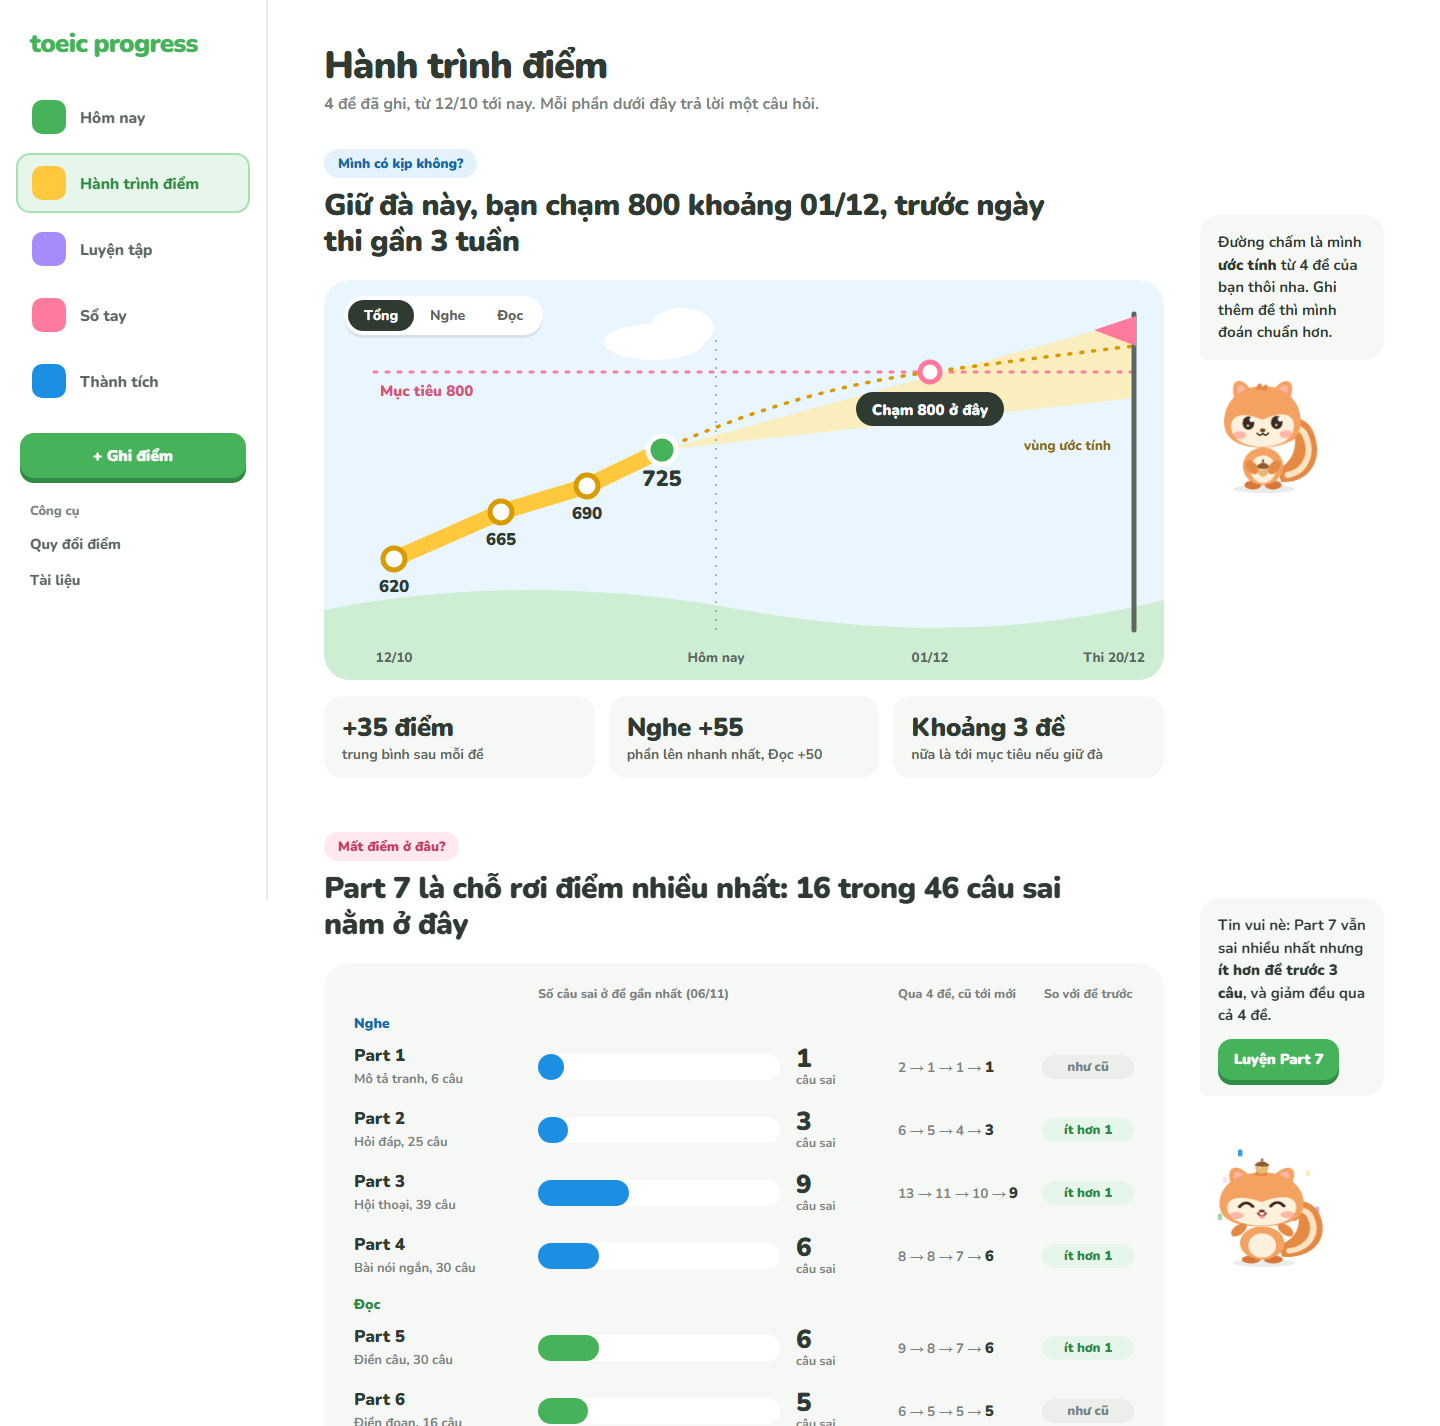 toeic progress
Hôm nay
Hành trình điểm
Luyện tập
Sổ tay
Thành tích
+ Ghi điểm
Công cụ
Quy đổi điểm
Tài liệu
Hành trình điểm
4 đề đã ghi, từ 12/10 tới nay. Mỗi phần dưới đây trả lời một câu hỏi.
Mình có kịp không?
Giữ đà này, bạn chạm 800 khoảng 01/12, trước ngày
thi gần 3 tuần
Tổng Nghe Đọc
Mục tiêu 800
Chạm 800 ở đây
vùng ước tính
725
690
665
620
12/10 Hôm nay 01/12 Thi 20/12
Đường chấm là mình
ước tính từ 4 đề của
bạn thôi nha. Ghi
thêm đề thì mình
đoán chuẩn hơn.
+35 điểm
trung bình sau mỗi đề
Nghe +55
phần lên nhanh nhất, Đọc +50
Khoảng 3 đề
nữa là tới mục tiêu nếu giữ đà
Mất điểm ở đâu?
Part 7 là chỗ rơi điểm nhiều nhất: 16 trong 46 câu sai
nằm ở đây
Số câu sai ở đề gần nhất (06/11) Qua 4 đề, cũ tới mới So với đề trước
Nghe
Part 1
Mô tả tranh, 6 câu
1
câu sai
2 → 1 → 1 → 1
như cũ
Part 2
Hỏi đáp, 25 câu
3
câu sai
6 → 5 → 4 → 3
ít hơn 1
Part 3
Hội thoại, 39 câu
9
câu sai
13 → 11 → 10 → 9
ít hơn 1
Part 4
Bài nói ngắn, 30 câu
6
câu sai
8 → 8 → 7 → 6
ít hơn 1
Đọc
Part 5
Điền câu, 30 câu
6
câu sai
9 → 8 → 7 → 6
ít hơn 1
Part 6
Điền đoạn, 16 câu
5
câu sai
6 → 5 → 5 → 5
như cũ
Tin vui nè: Part 7 vẫn
sai nhiều nhất nhưng
ít hơn đề trước 3
câu, và giảm đều qua
cả 4 đề.
Luyện Part 7